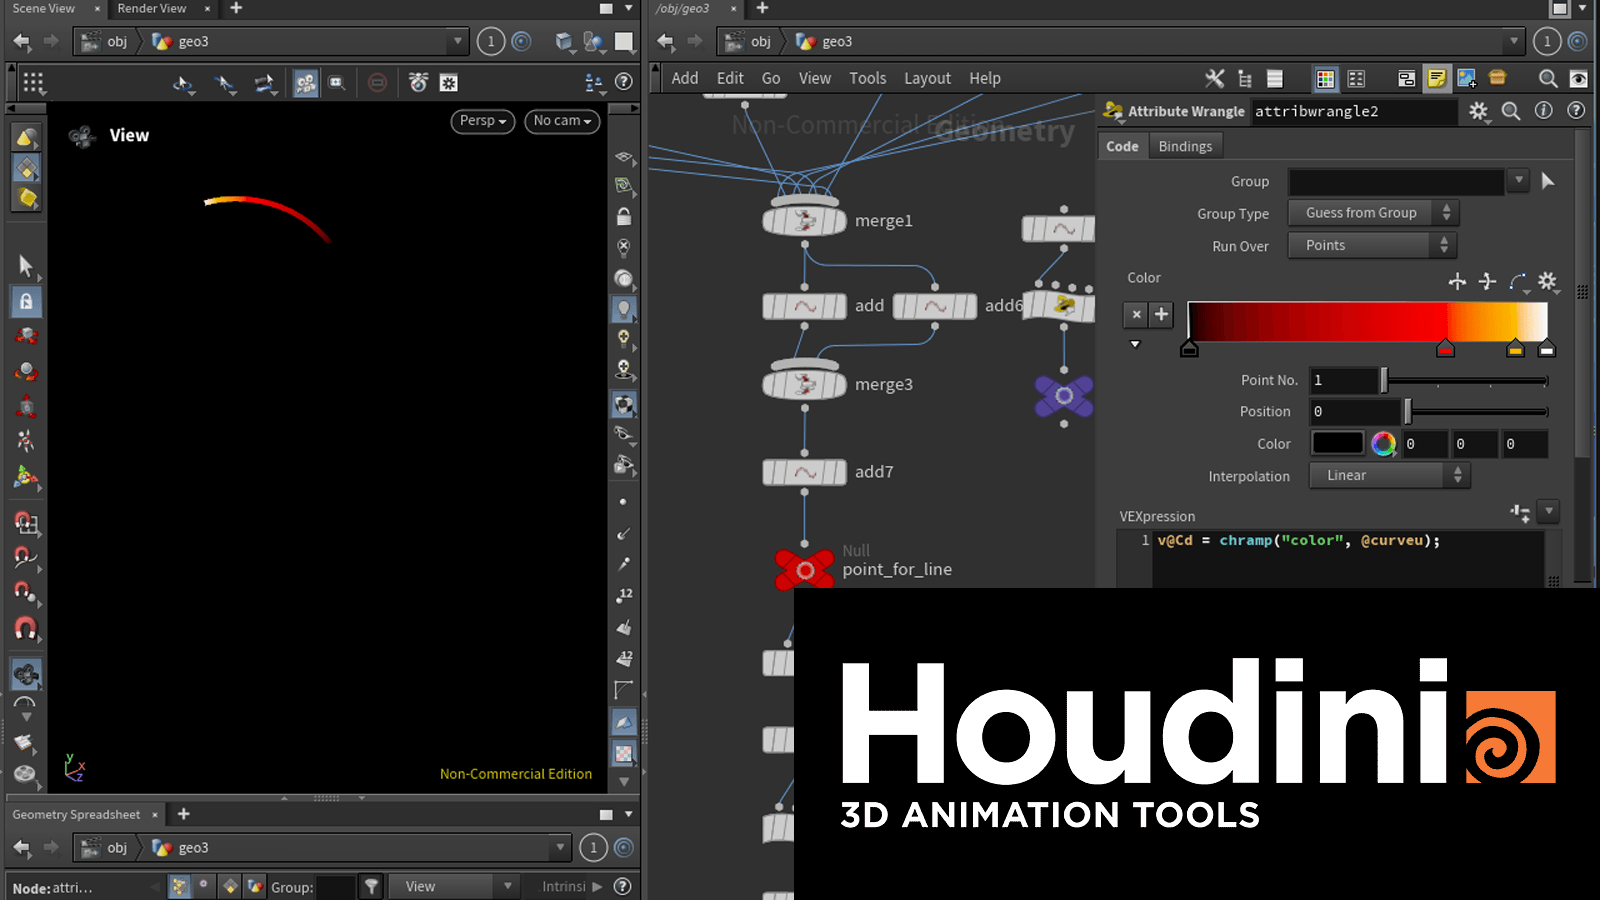 Scene View × Render View × +
obj geo3 1
View
Persp No cam
Non-Commercial Edition
Geometry Spreadsheet × +
obj geo3 1
Node: attri... Group: View Intrinsi
/obj/geo3 × +
obj geo3 1
Add Edit Go View Tools Layout Help
Non-Commercial Edition
Geometry
merge1
add add6
merge3
add7
Null
point_for_line
Attribute Wrangle attribwrangle2
Code Bindings
Group
Group Type Guess from Group
Run Over Points
Color
Point No. 1
Position 0
Color 0 0 0
Interpolation Linear
VEXpression
1 v@Cd = chramp("color", @curveu);
12
12
Houdini
3D ANIMATION TOOLS